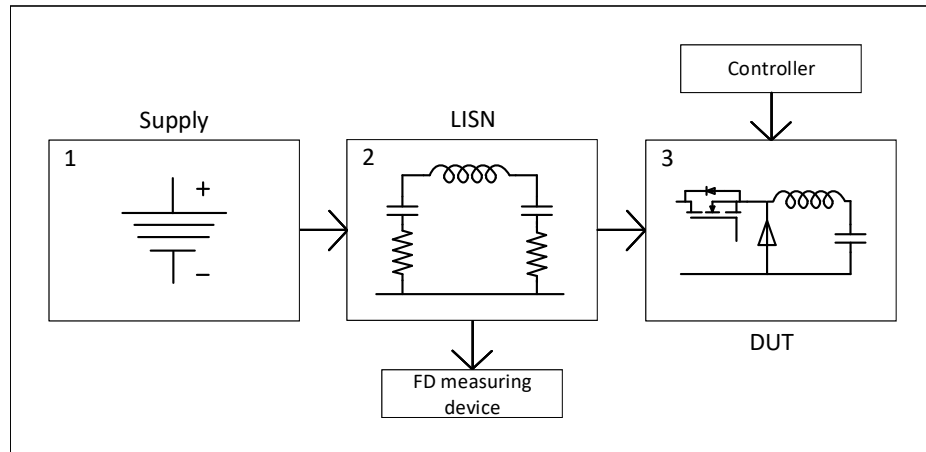 Controller
Supply
LISN
1
2
3
+
−
FD measuring
device
DUT